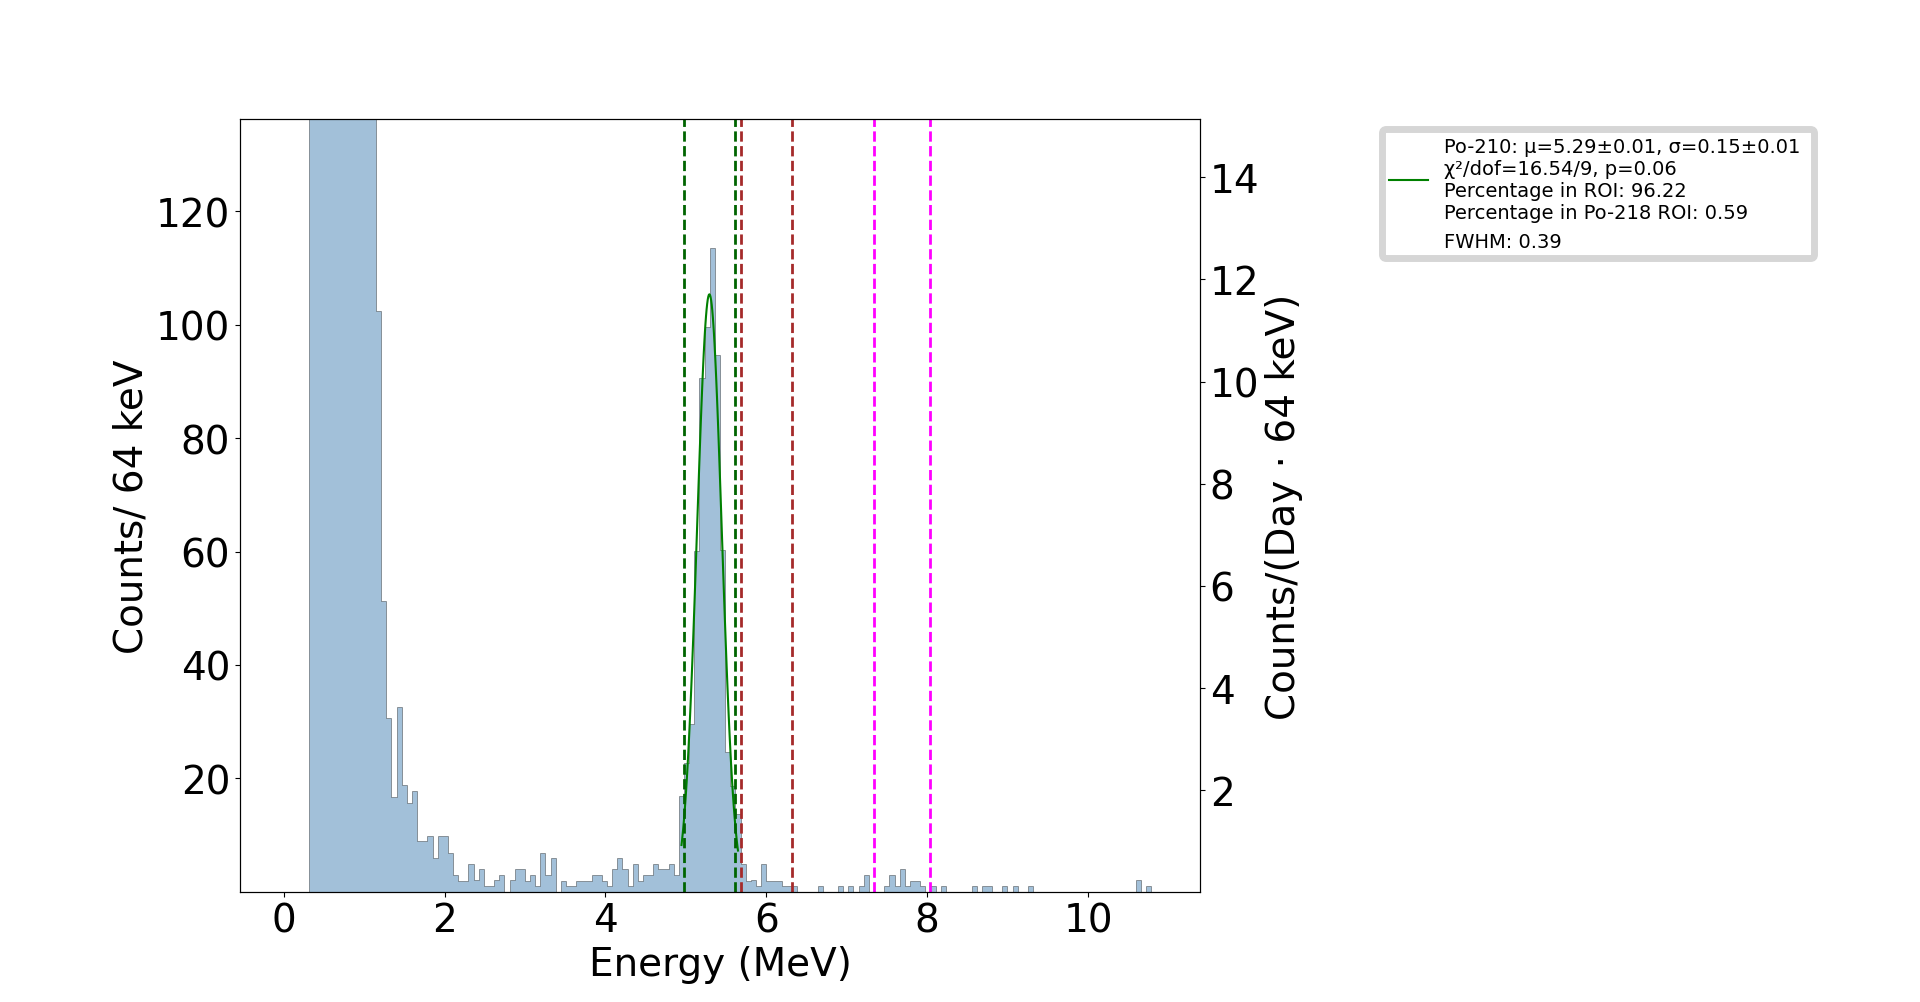 Po-210: μ=5.29±0.01, σ=0.15±0.01
χ²/dof=16.54/9, p=0.06
Percentage in ROI: 96.22
Percentage in Po-218 ROI: 0.59
FWHM: 0.39
Counts/ 64 keV
120
100
80
60
40
20
14
12
10
8
6
4
2
Counts/(Day · 64 keV)
0 2 4 6 8 10
Energy (MeV)